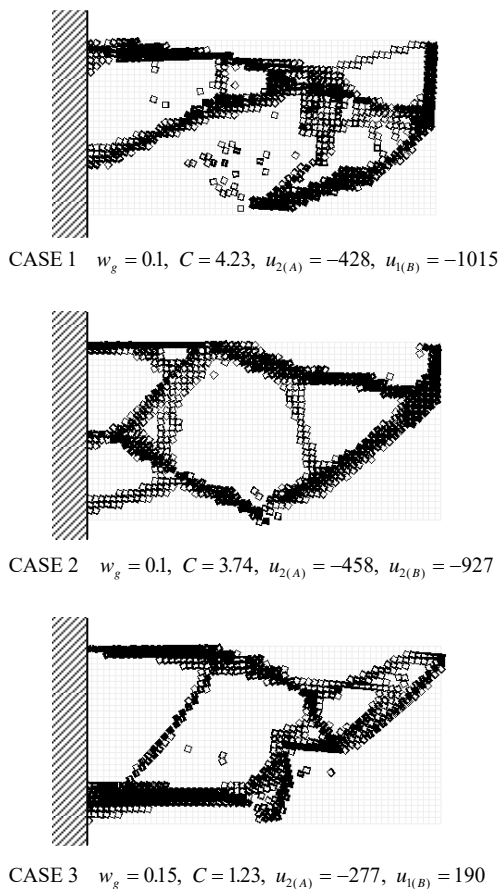 CASE 1 w_g = 0.1, C = 4.23, u_2(A) = −428, u_1(B) = −1015
CASE 2 w_g = 0.1, C = 3.74, u_2(A) = −458, u_2(B) = −927
CASE 3 w_g = 0.15, C = 1.23, u_2(A) = −277, u_1(B) = 190